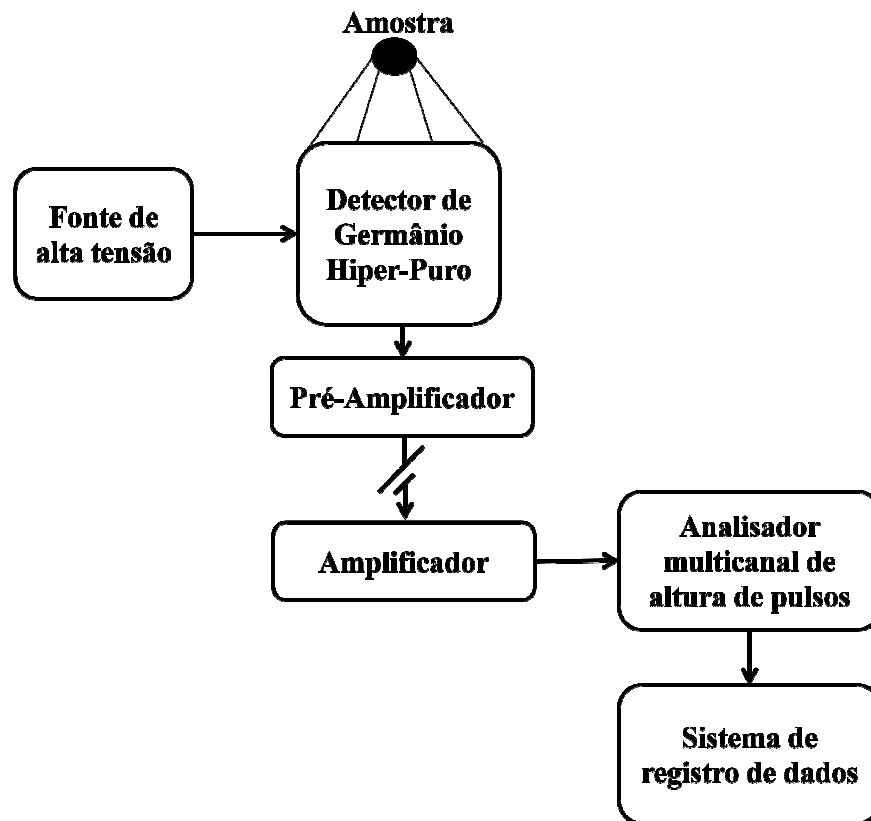 Amostra
Fonte de
alta tensão
Detector de
Germânio
Hiper-Puro
Pré-Amplificador
Amplificador
Analisador
multicanal de
altura de pulsos
Sistema de
registro de dados